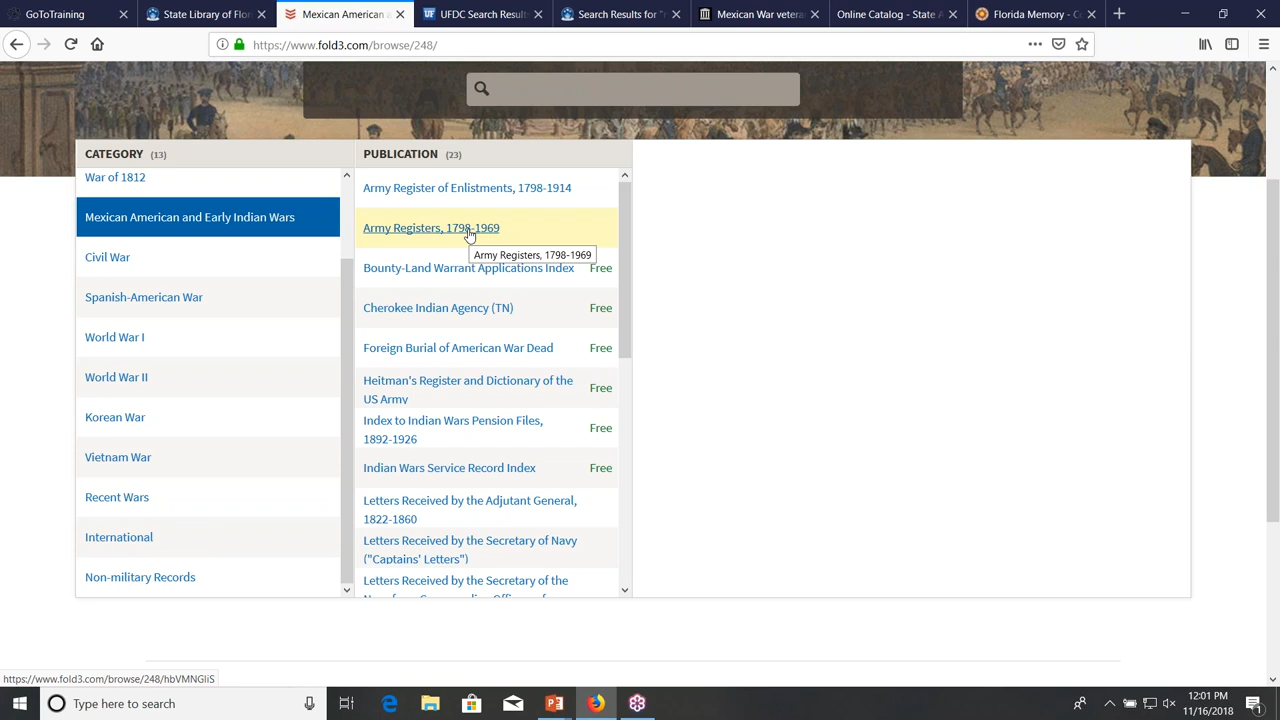 GoToTraining
State Library of Flor
Mexican American a
UFDC Search Result
Search Results for "r
Mexican War vetera
Online Catalog - State A
Florida Memory - Co
https://www.fold3.com/browse/248/
CATEGORY (13)
War of 1812
Mexican American and Early Indian Wars
Civil War
Spanish-American War
World War I
World War II
Korean War
Vietnam War
Recent Wars
International
Non-military Records
PUBLICATION (23)
Army Register of Enlistments, 1798-1914
Army Registers, 1798-1969
Army Registers, 1798-1969
Bounty-Land Warrant Applications Index Free
Cherokee Indian Agency (TN) Free
Foreign Burial of American War Dead Free
Heitman's Register and Dictionary of the
US Army Free
Index to Indian Wars Pension Files,
1892-1926 Free
Indian Wars Service Record Index Free
Letters Received by the Adjutant General,
1822-1860
Letters Received by the Secretary of Navy
("Captains' Letters")
Letters Received by the Secretary of the
https://www.fold3.com/browse/248/hbVMNGIiS
Type here to search
12:01 PM
11/16/2018
1